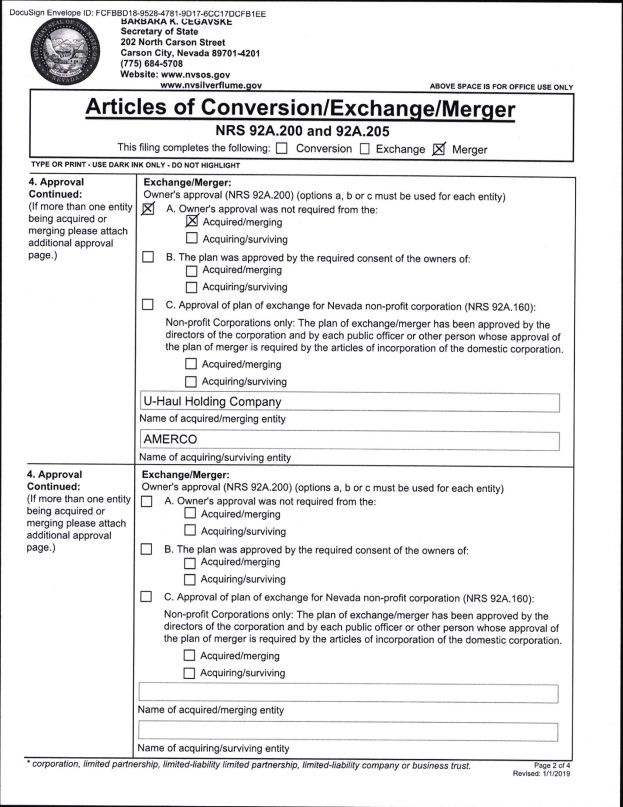 DocuSign Envelope ID: FCFBBD18-9528-4781-9D17-6CC17DCFB1EE
BARBARA K. CEGAVSKE
Secretary of State
202 North Carson Street
Carson City, Nevada 89701-4201
(775) 684-5708
Website: www.nvsos.gov
www.nvsilverflume.gov
ABOVE SPACE IS FOR OFFICE USE ONLY
Articles of Conversion/Exchange/Merger
NRS 92A.200 and 92A.205
This filing completes the following: ☐ Conversion ☐ Exchange ☒ Merger
TYPE OR PRINT - USE DARK INK ONLY - DO NOT HIGHLIGHT
4. Approval
Continued:
(If more than one entity
being acquired or
merging please attach
additional approval
page.)
Exchange/Merger:
Owner's approval (NRS 92A.200) (options a, b or c must be used for each entity)
☒ A. Owner's approval was not required from the:
☒ Acquired/merging
☐ Acquiring/surviving
☐ B. The plan was approved by the required consent of the owners of:
☐ Acquired/merging
☐ Acquiring/surviving
☐ C. Approval of plan of exchange for Nevada non-profit corporation (NRS 92A.160):
Non-profit Corporations only: The plan of exchange/merger has been approved by the
directors of the corporation and by each public officer or other person whose approval of
the plan of merger is required by the articles of incorporation of the domestic corporation.
☐ Acquired/merging
☐ Acquiring/surviving
U-Haul Holding Company
Name of acquired/merging entity
AMERCO
Name of acquiring/surviving entity
4. Approval
Continued:
(If more than one entity
being acquired or
merging please attach
additional approval
page.)
Exchange/Merger:
Owner's approval (NRS 92A.200) (options a, b or c must be used for each entity)
☐ A. Owner's approval was not required from the:
☐ Acquired/merging
☐ Acquiring/surviving
☐ B. The plan was approved by the required consent of the owners of:
☐ Acquired/merging
☐ Acquiring/surviving
☐ C. Approval of plan of exchange for Nevada non-profit corporation (NRS 92A.160):
Non-profit Corporations only: The plan of exchange/merger has been approved by the
directors of the corporation and by each public officer or other person whose approval of
the plan of merger is required by the articles of incorporation of the domestic corporation.
☐ Acquired/merging
☐ Acquiring/surviving
Name of acquired/merging entity
Name of acquiring/surviving entity
* corporation, limited partnership, limited-liability limited partnership, limited-liability company or business trust.
Page 2 of 4
Revised: 1/1/2019